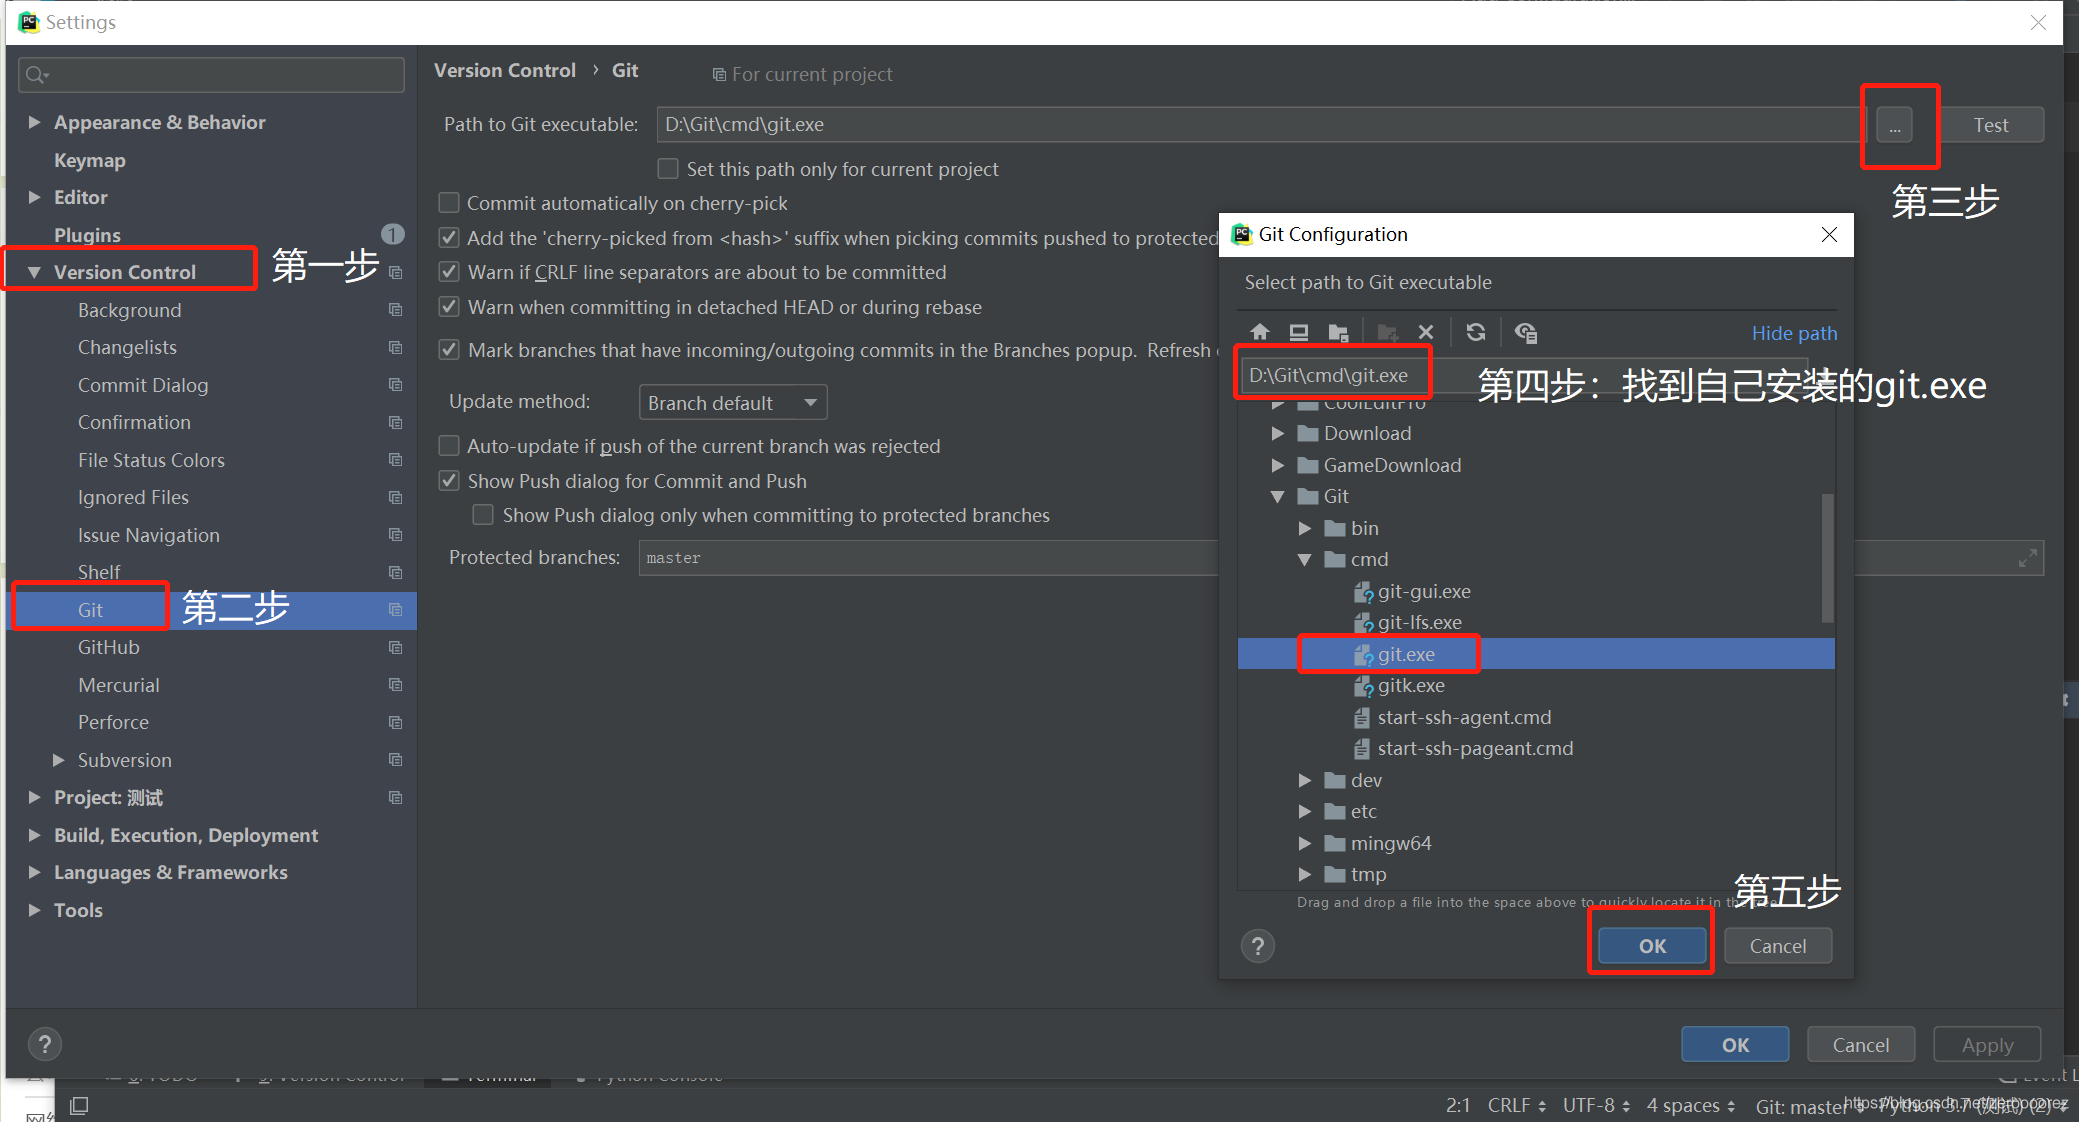 Settings
Version Control › Git
For current project
Appearance & Behavior
Keymap
Editor
Plugins
1
Version Control
第一步
Background
Changelists
Commit Dialog
Confirmation
File Status Colors
Ignored Files
Issue Navigation
Shelf
Git
第二步
GitHub
Mercurial
Perforce
Subversion
Project: 测试
Build, Execution, Deployment
Languages & Frameworks
Tools
Path to Git executable:
D:\Git\cmd\git.exe
...
Test
第三步
Set this path only for current project
Commit automatically on cherry-pick
Add the 'cherry-picked from <hash>' suffix when picking commits pushed to protected
Warn if CRLF line separators are about to be committed
Warn when committing in detached HEAD or during rebase
Mark branches that have incoming/outgoing commits in the Branches popup. Refresh
Update method:
Branch default
Auto-update if push of the current branch was rejected
Show Push dialog for Commit and Push
Show Push dialog only when committing to protected branches
Protected branches:
master
Git Configuration
Select path to Git executable
Hide path
D:\Git\cmd\git.exe
第四步：找到自己安装的git.exe
CoolEditPro
Download
GameDownload
Git
bin
cmd
git-gui.exe
git-lfs.exe
git.exe
gitk.exe
start-ssh-agent.cmd
start-ssh-pageant.cmd
dev
etc
mingw64
tmp
第五步
Drag and drop a file into the space above to quickly locate it in the tree
?
OK
Cancel
?
OK
Cancel
Apply
Terminal
Python Console
2:1
CRLF
UTF-8
4 spaces
Git: master
Python 3.7 (测试) (2)